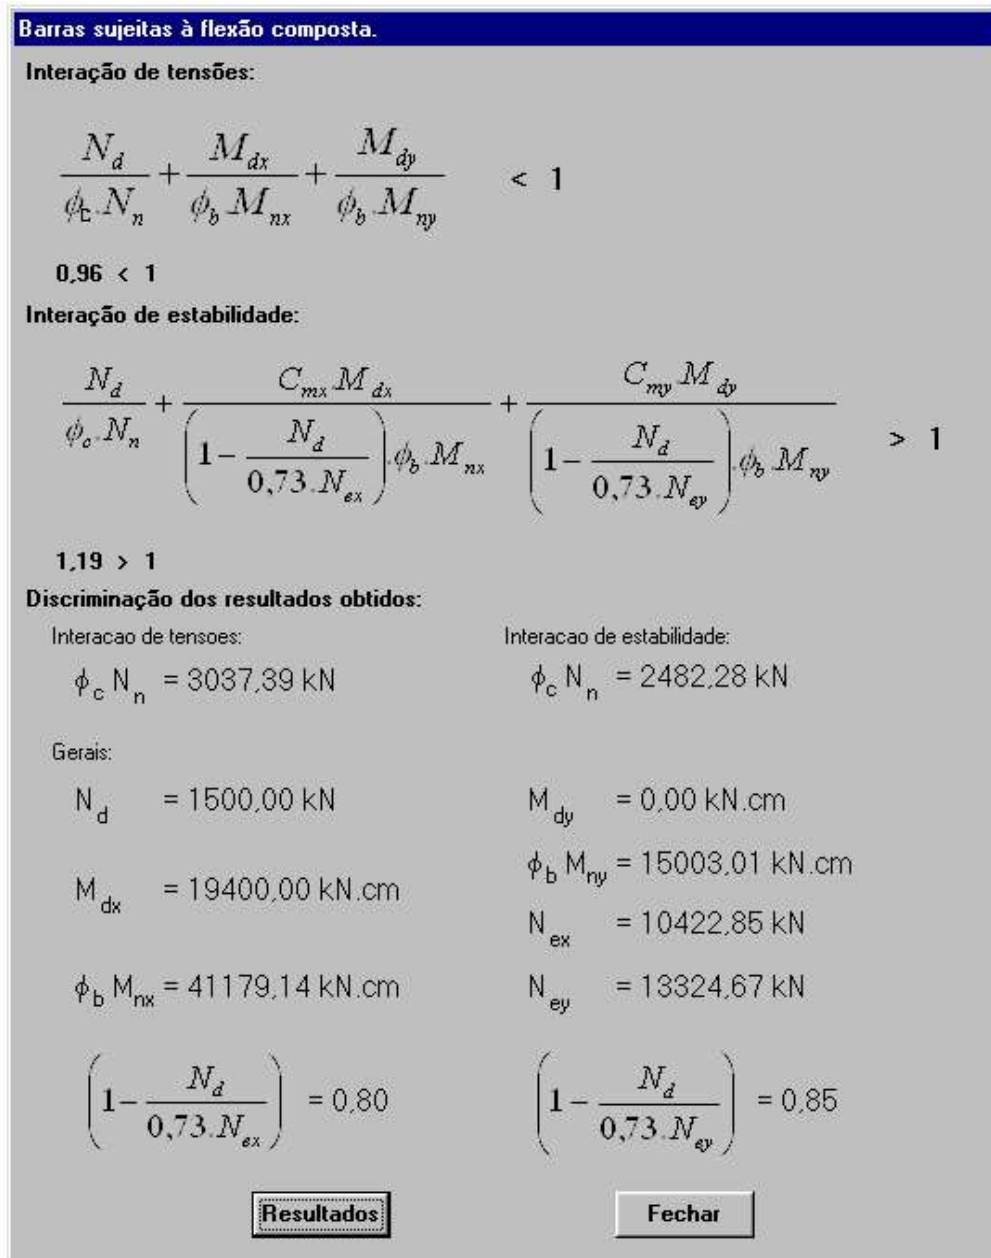 Barras sujeitas à flexão composta.
Interação de tensões:
N_d / φ_c.N_n + M_dx / φ_b.M_nx + M_dy / φ_b.M_ny < 1
0,96 < 1
Interação de estabilidade:
N_d / φ_c.N_n + C_mx.M_dx / (1 − N_d / 0,73.N_ex).φ_b.M_nx + C_my.M_dy / (1 − N_d / 0,73.N_ey).φ_b.M_ny > 1
1,19 > 1
Discriminação dos resultados obtidos:
Interacao de tensoes: Interacao de estabilidade:
φ_c N_n = 3037,39 kN φ_c N_n = 2482,28 kN
Gerais:
N_d = 1500,00 kN M_dy = 0,00 kN.cm
φ_b M_ny = 15003,01 kN.cm
M_dx = 19400,00 kN.cm
N_ex = 10422,85 kN
φ_b M_nx = 41179,14 kN.cm N_ey = 13324,67 kN
(1 − N_d / 0,73.N_ex) = 0,80 (1 − N_d / 0,73.N_ey) = 0,85
Resultados Fechar